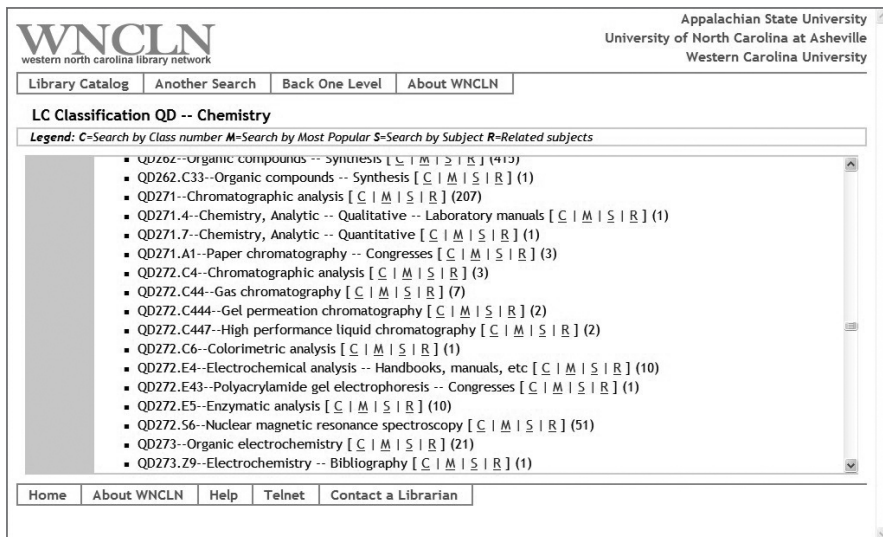 WNCLN
western north carolina library network
Appalachian State University
University of North Carolina at Asheville
Western Carolina University
Library Catalog | Another Search | Back One Level | About WNCLN
LC Classification QD -- Chemistry
Legend: C=Search by Class number M=Search by Most Popular S=Search by Subject R=Related subjects
▪ QD262--Organic compounds -- Synthesis [ C | M | S | R ] (415)
▪ QD262.C33--Organic compounds -- Synthesis [ C | M | S | R ] (1)
▪ QD271--Chromatographic analysis [ C | M | S | R ] (207)
▪ QD271.4--Chemistry, Analytic -- Qualitative -- Laboratory manuals [ C | M | S | R ] (1)
▪ QD271.7--Chemistry, Analytic -- Quantitative [ C | M | S | R ] (1)
▪ QD271.A1--Paper chromatography -- Congresses [ C | M | S | R ] (3)
▪ QD272.C4--Chromatographic analysis [ C | M | S | R ] (3)
▪ QD272.C44--Gas chromatography [ C | M | S | R ] (7)
▪ QD272.C444--Gel permeation chromatography [ C | M | S | R ] (2)
▪ QD272.C447--High performance liquid chromatography [ C | M | S | R ] (2)
▪ QD272.C6--Colorimetric analysis [ C | M | S | R ] (1)
▪ QD272.E4--Electrochemical analysis -- Handbooks, manuals, etc [ C | M | S | R ] (10)
▪ QD272.E43--Polyacrylamide gel electrophoresis -- Congresses [ C | M | S | R ] (1)
▪ QD272.E5--Enzymatic analysis [ C | M | S | R ] (10)
▪ QD272.S6--Nuclear magnetic resonance spectroscopy [ C | M | S | R ] (51)
▪ QD273--Organic electrochemistry [ C | M | S | R ] (21)
▪ QD273.Z9--Electrochemistry -- Bibliography [ C | M | S | R ] (1)
Home | About WNCLN | Help | Telnet | Contact a Librarian